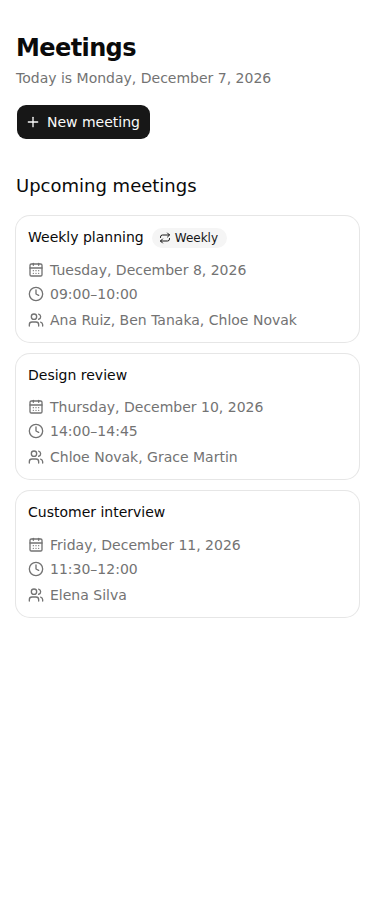 Meetings
Today is Monday, December 7, 2026
New meeting
Upcoming meetings
Weekly planning Weekly
Tuesday, December 8, 2026
09:00–10:00
Ana Ruiz, Ben Tanaka, Chloe Novak
Design review
Thursday, December 10, 2026
14:00–14:45
Chloe Novak, Grace Martin
Customer interview
Friday, December 11, 2026
11:30–12:00
Elena Silva